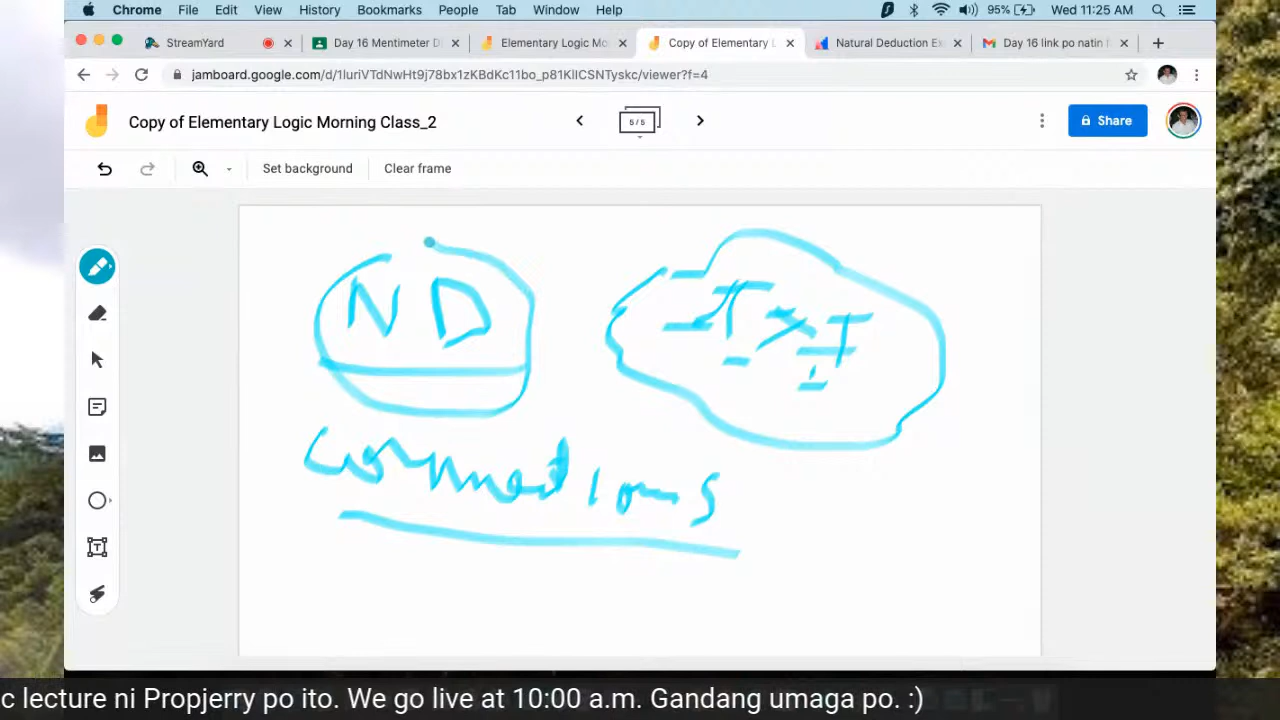 Chrome File Edit View History Bookmarks People Tab Window Help 95% Wed 11:25 AM
StreamYard Day 16 Mentimeter D Elementary Logic Mo Copy of Elementary L Natural Deduction Ex Day 16 link po natin
jamboard.google.com/d/1luriVTdNwHt9j78bx1zKBdKc11bo_p81KlICSNTyskc/viewer?f=4
Copy of Elementary Logic Morning Class_2 5 / 5 Share
Set background Clear frame
N D
connections
c lecture ni Propjerry po ito. We go live at 10:00 a.m. Gandang umaga po. :)